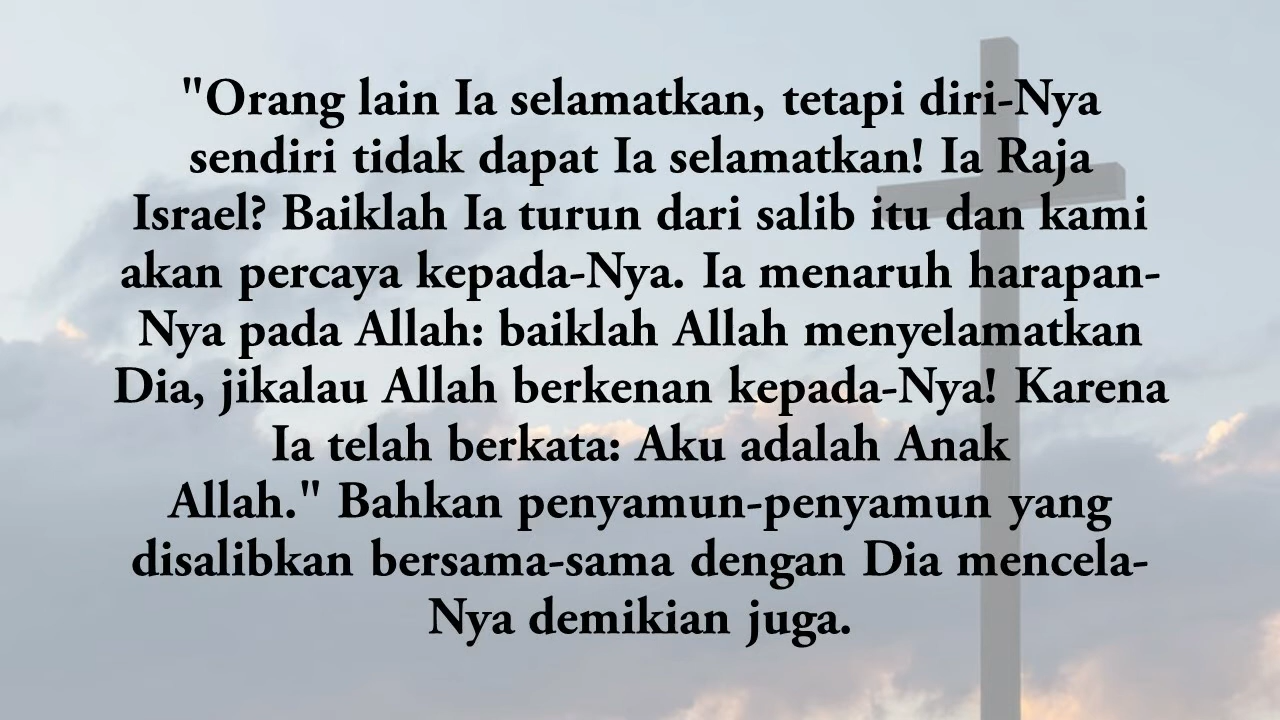 "Orang lain Ia selamatkan, tetapi diri-Nya
sendiri tidak dapat Ia selamatkan! Ia Raja
Israel? Baiklah Ia turun dari salib itu dan kami
akan percaya kepada-Nya. Ia menaruh harapan-
Nya pada Allah: baiklah Allah menyelamatkan
Dia, jikalau Allah berkenan kepada-Nya! Karena
Ia telah berkata: Aku adalah Anak
Allah." Bahkan penyamun-penyamun yang
disalibkan bersama-sama dengan Dia mencela-
Nya demikian juga.